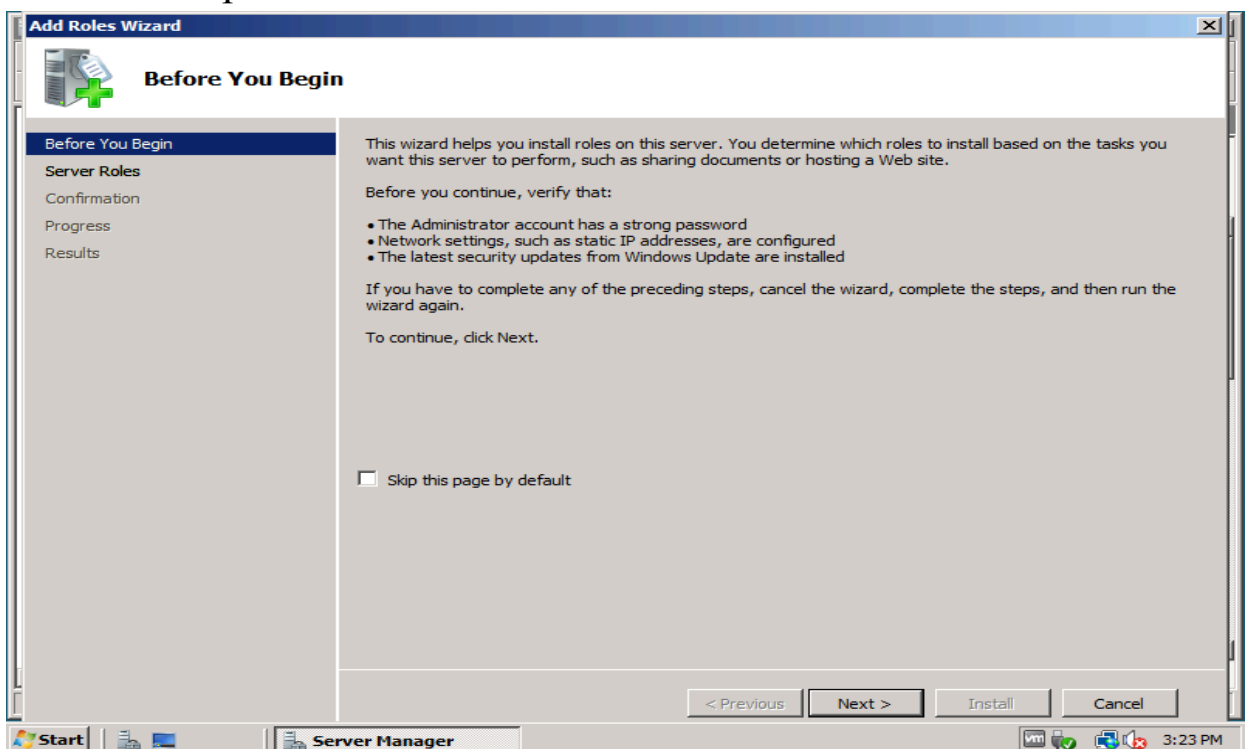 Add Roles Wizard
Before You Begin
Before You Begin
Server Roles
Confirmation
Progress
Results
This wizard helps you install roles on this server. You determine which roles to install based on the tasks you
want this server to perform, such as sharing documents or hosting a Web site.
Before you continue, verify that:
• The Administrator account has a strong password
• Network settings, such as static IP addresses, are configured
• The latest security updates from Windows Update are installed
If you have to complete any of the preceding steps, cancel the wizard, complete the steps, and then run the
wizard again.
To continue, click Next.
Skip this page by default
< Previous
Next >
Install
Cancel
Start
Server Manager
vm
3:23 PM